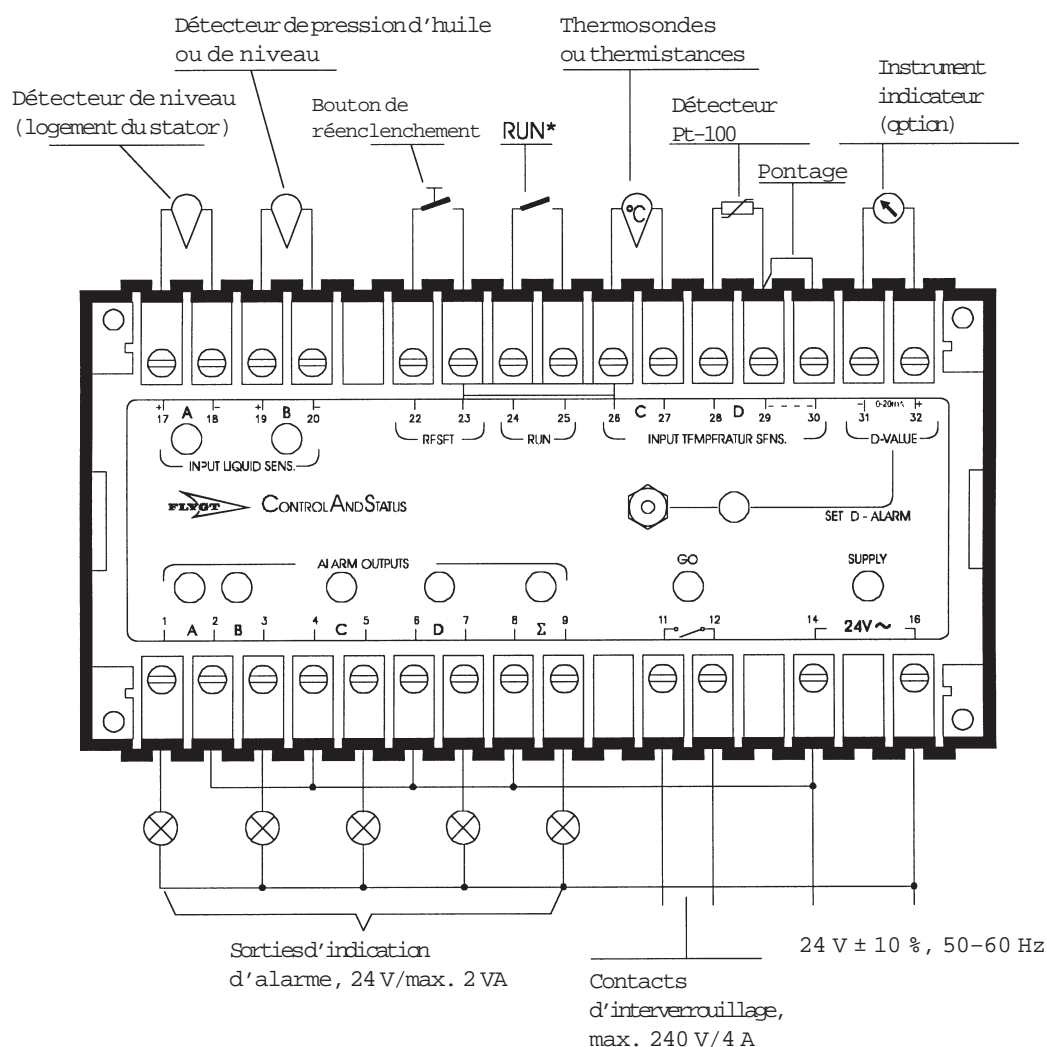 Détecteur de pression d'huile
ou de niveau
Thermosondes
ou thermistances
Instrument
indicateur
(option)
Détecteur de niveau
(logement du stator)
Bouton de
réenclenchement
RUN*
Détecteur
Pt-100
Pontage
°C
+ A - + B - C D - 0-20mA +
17 18 19 20 22 23 24 25 26 27 28 29 30 31 32
RESET RUN INPUT TEMPERATUR SENS. D-VALUE
INPUT LIQUID SENS.
FLYGT CONTROL AND STATUS
SET D - ALARM
ALARM OUTPUTS GO SUPPLY
1 2 3 4 5 6 7 8 9 11 12 14 16
A B C D Σ 24V ~
Sorties d'indication
d'alarme, 24 V/max. 2 VA
24 V ± 10 %, 50-60 Hz
Contacts
d'interverrouillage,
max. 240 V/4 A